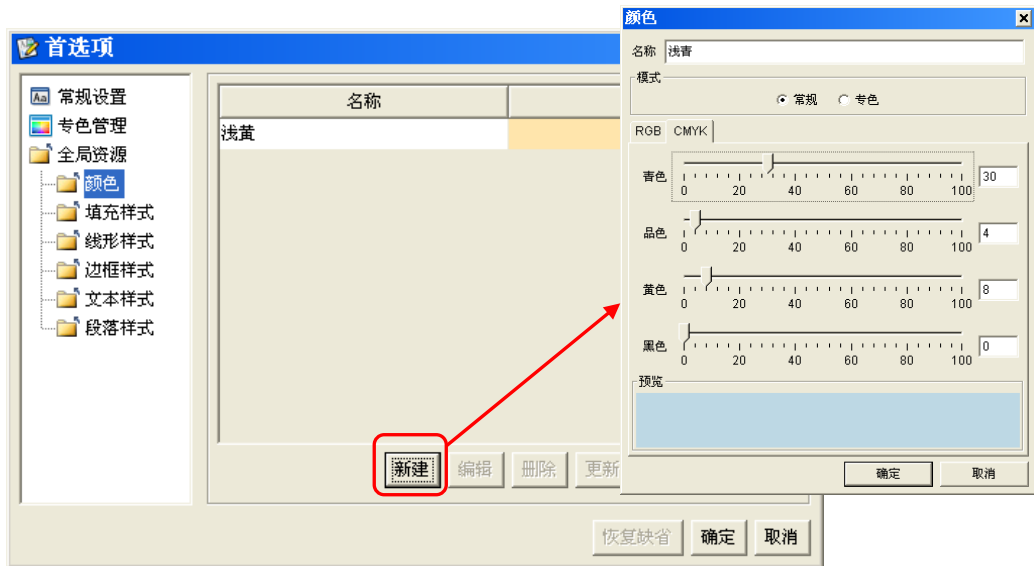 首选项
常规设置
专色管理
全局资源
颜色
填充样式
线形样式
边框样式
文本样式
段落样式
名称
浅黄
新建
编辑
删除
更新
恢复缺省
确定
取消
颜色
名称 浅青
模式
常规 专色
RGB CMYK
青色 30
0 20 40 60 80 100
品色 4
0 20 40 60 80 100
黄色 8
0 20 40 60 80 100
黑色 0
0 20 40 60 80 100
预览
确定 取消